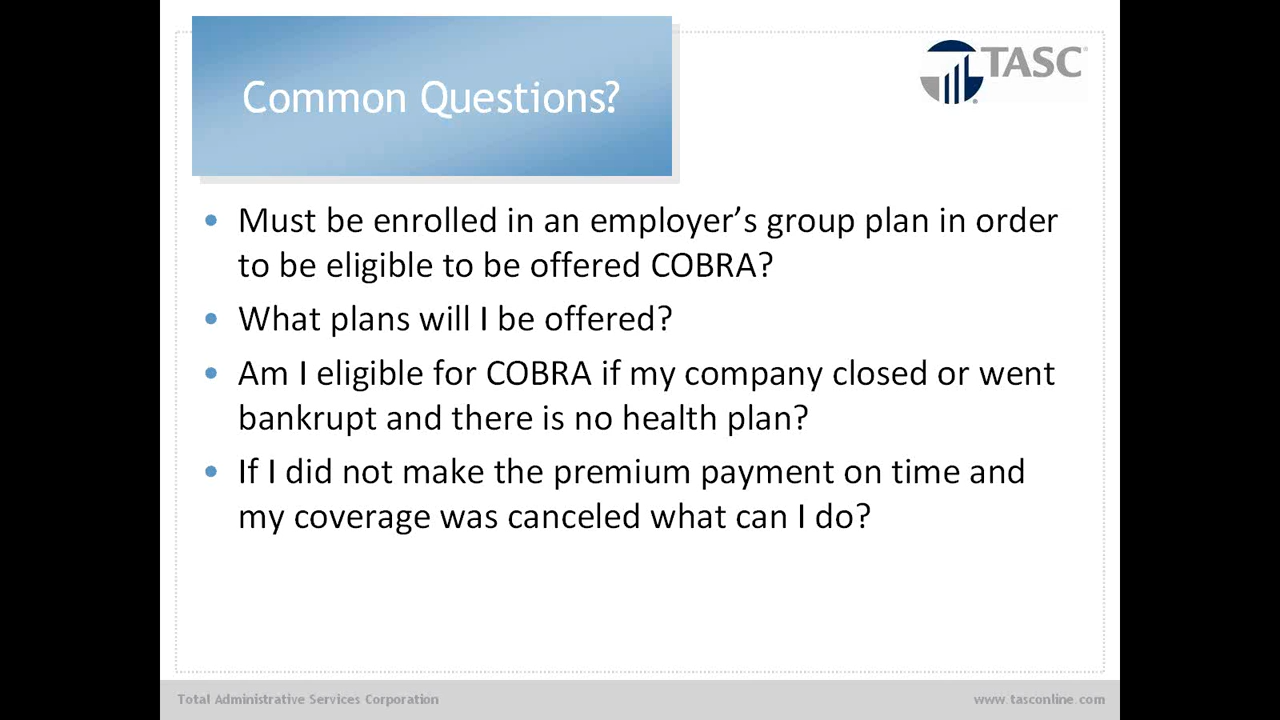 Common Questions?
TASC
• Must be enrolled in an employer’s group plan in order
to be eligible to be offered COBRA?
• What plans will I be offered?
• Am I eligible for COBRA if my company closed or went
bankrupt and there is no health plan?
• If I did not make the premium payment on time and
my coverage was canceled what can I do?
Total Administrative Services Corporation
www.tasconline.com